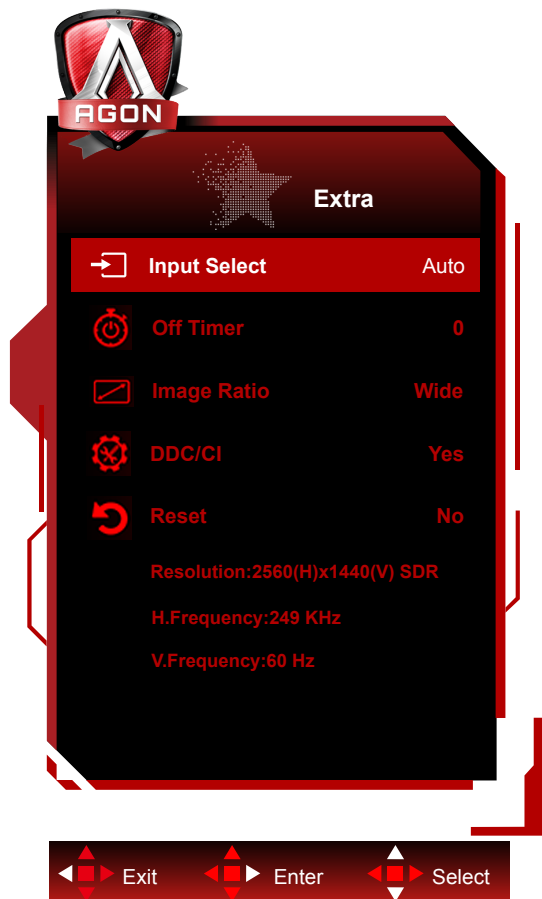 AGON
Extra
Input Select Auto
Off Timer 0
Image Ratio Wide
DDC/CI Yes
Reset No
Resolution:2560(H)x1440(V) SDR
H.Frequency:249 KHz
V.Frequency:60 Hz
Exit Enter Select